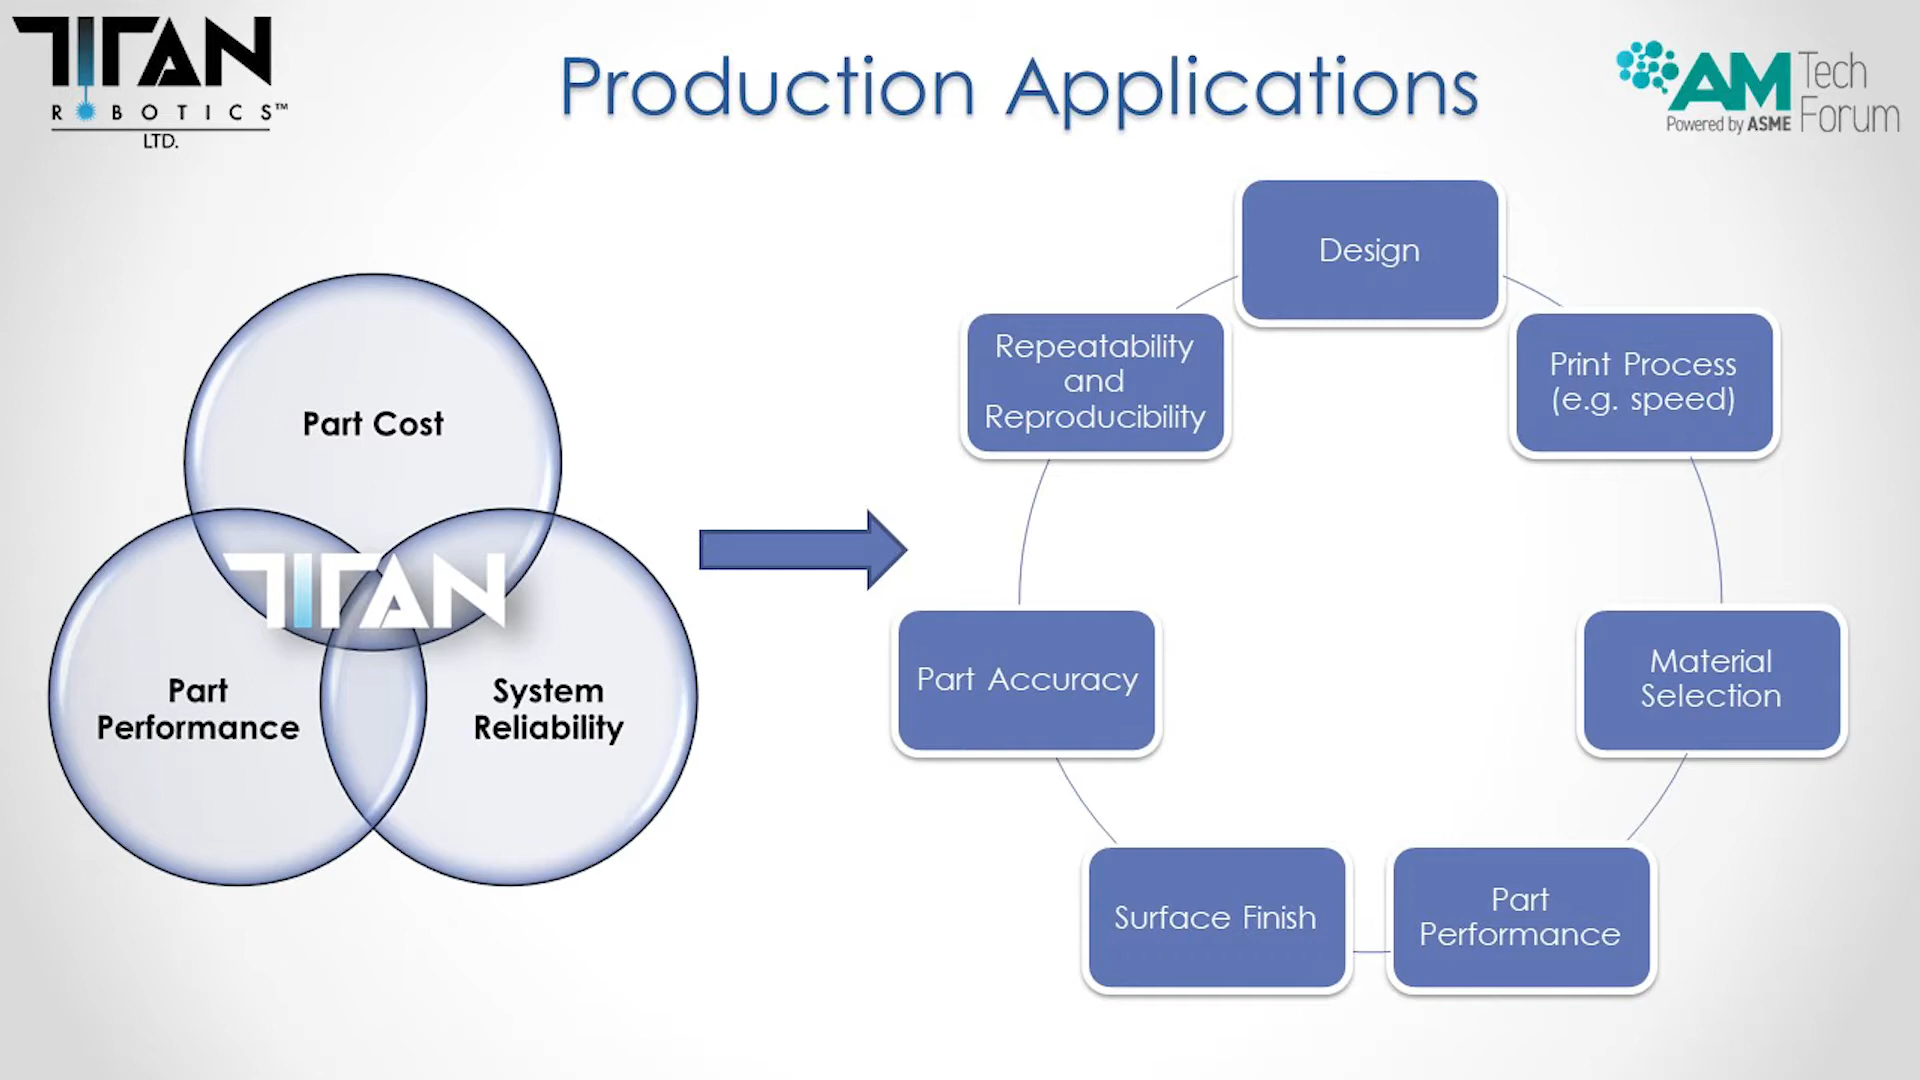 TITAN
ROBOTICS™
LTD.
Production Applications
AM Tech
Forum
Powered by ASME
Part Cost
TITAN
Part
Performance
System
Reliability
Design
Print Process
(e.g. speed)
Material
Selection
Part
Performance
Surface Finish
Part Accuracy
Repeatability
and
Reproducibility